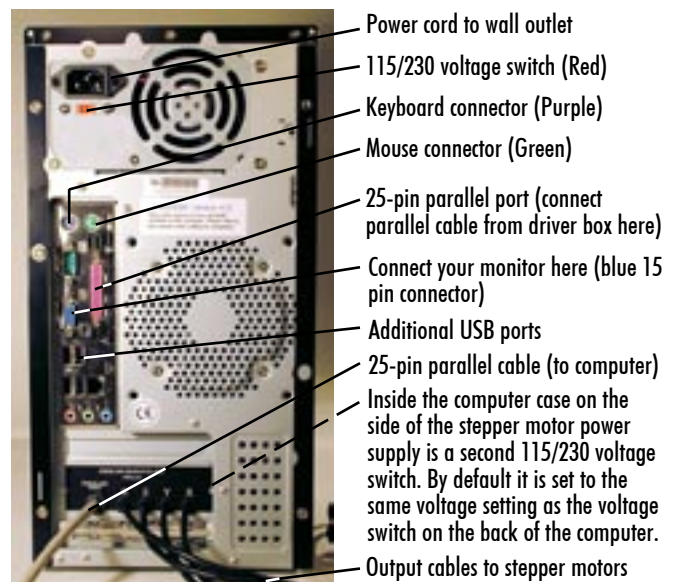 Power cord to wall outlet
115/230 voltage switch (Red)
Keyboard connector (Purple)
Mouse connector (Green)
25-pin parallel port (connect
parallel cable from driver box here)
Connect your monitor here (blue 15
pin connector)
Additional USB ports
25-pin parallel cable (to computer)
Inside the computer case on the
side of the stepper motor power
supply is a second 115/230 voltage
switch. By default it is set to the
same voltage setting as the voltage
switch on the back of the computer.
Output cables to stepper motors